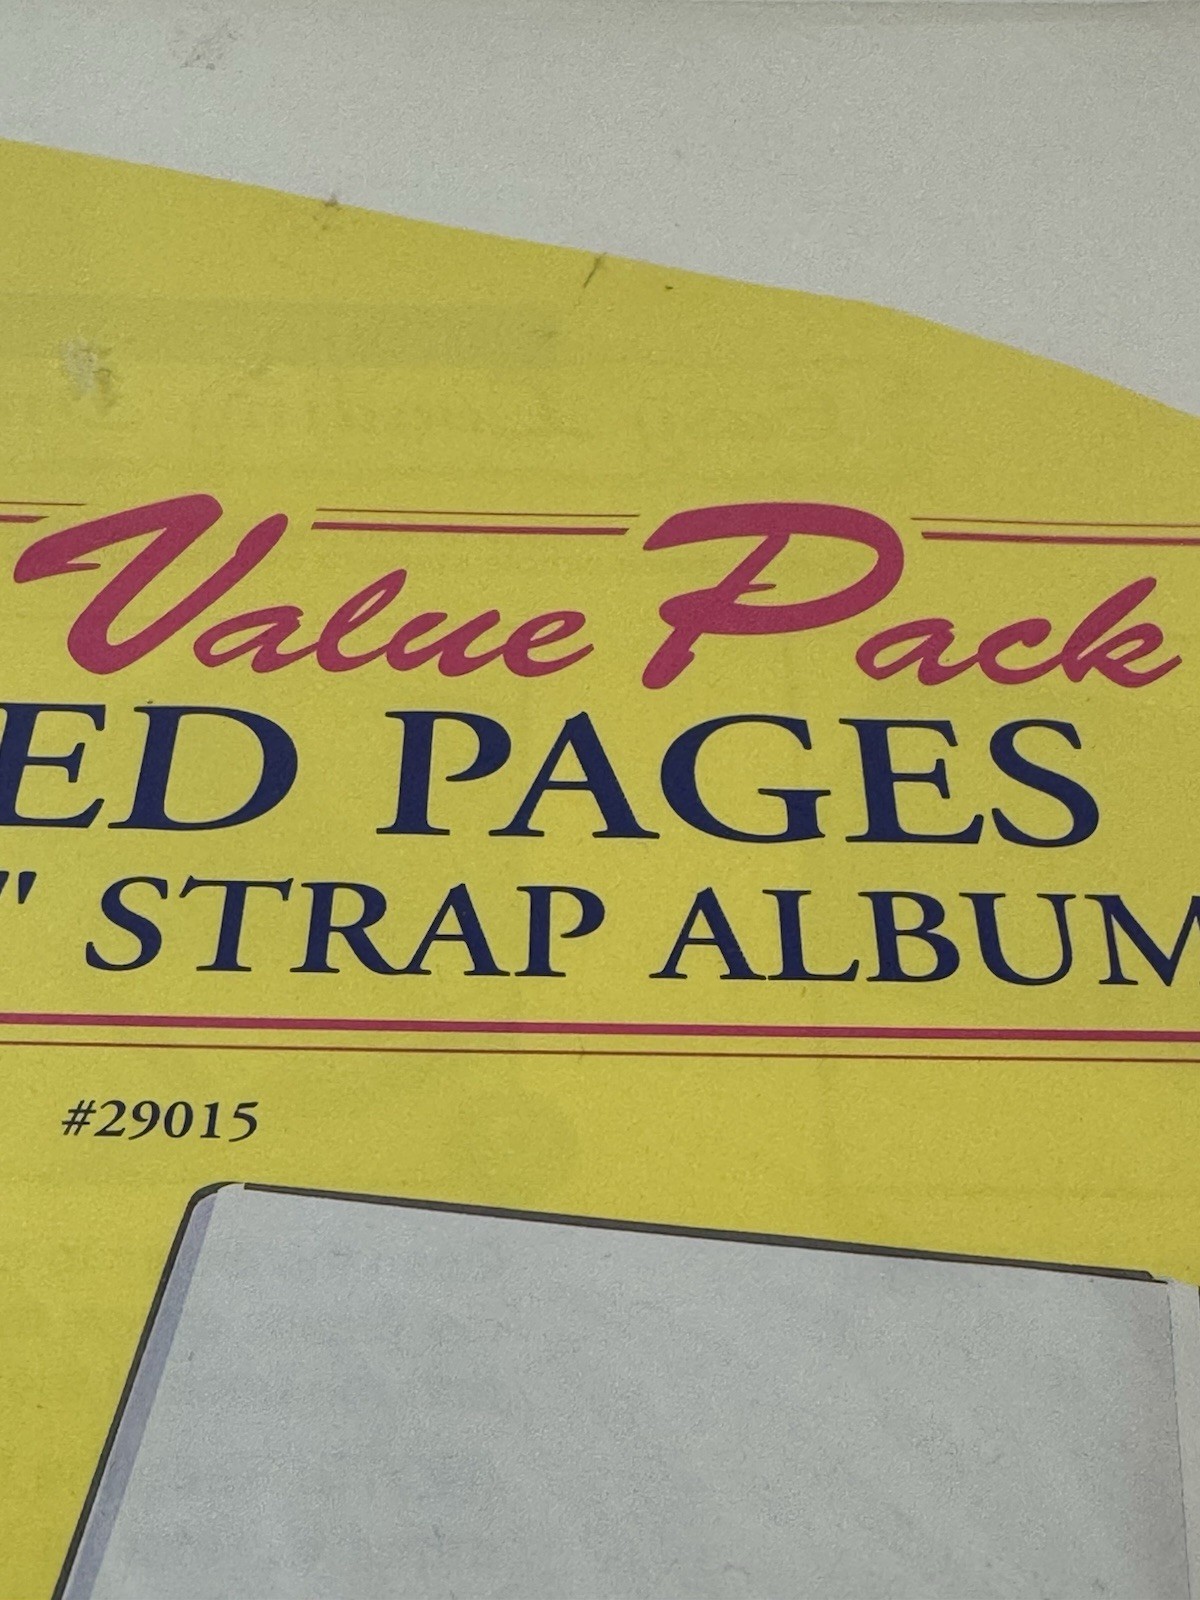 Value Pack
ED PAGES
" STRAP ALBUM
#29015